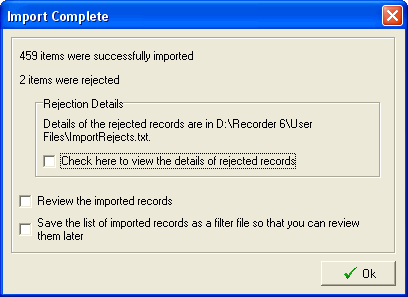 Import Complete
459 items were successfully imported
2 items were rejected
Rejection Details
Details of the rejected records are in D:\Recorder 6\User
Files\ImportRejects.txt.
Check here to view the details of rejected records
Review the imported records
Save the list of imported records as a filter file so that you can review
them later
Ok